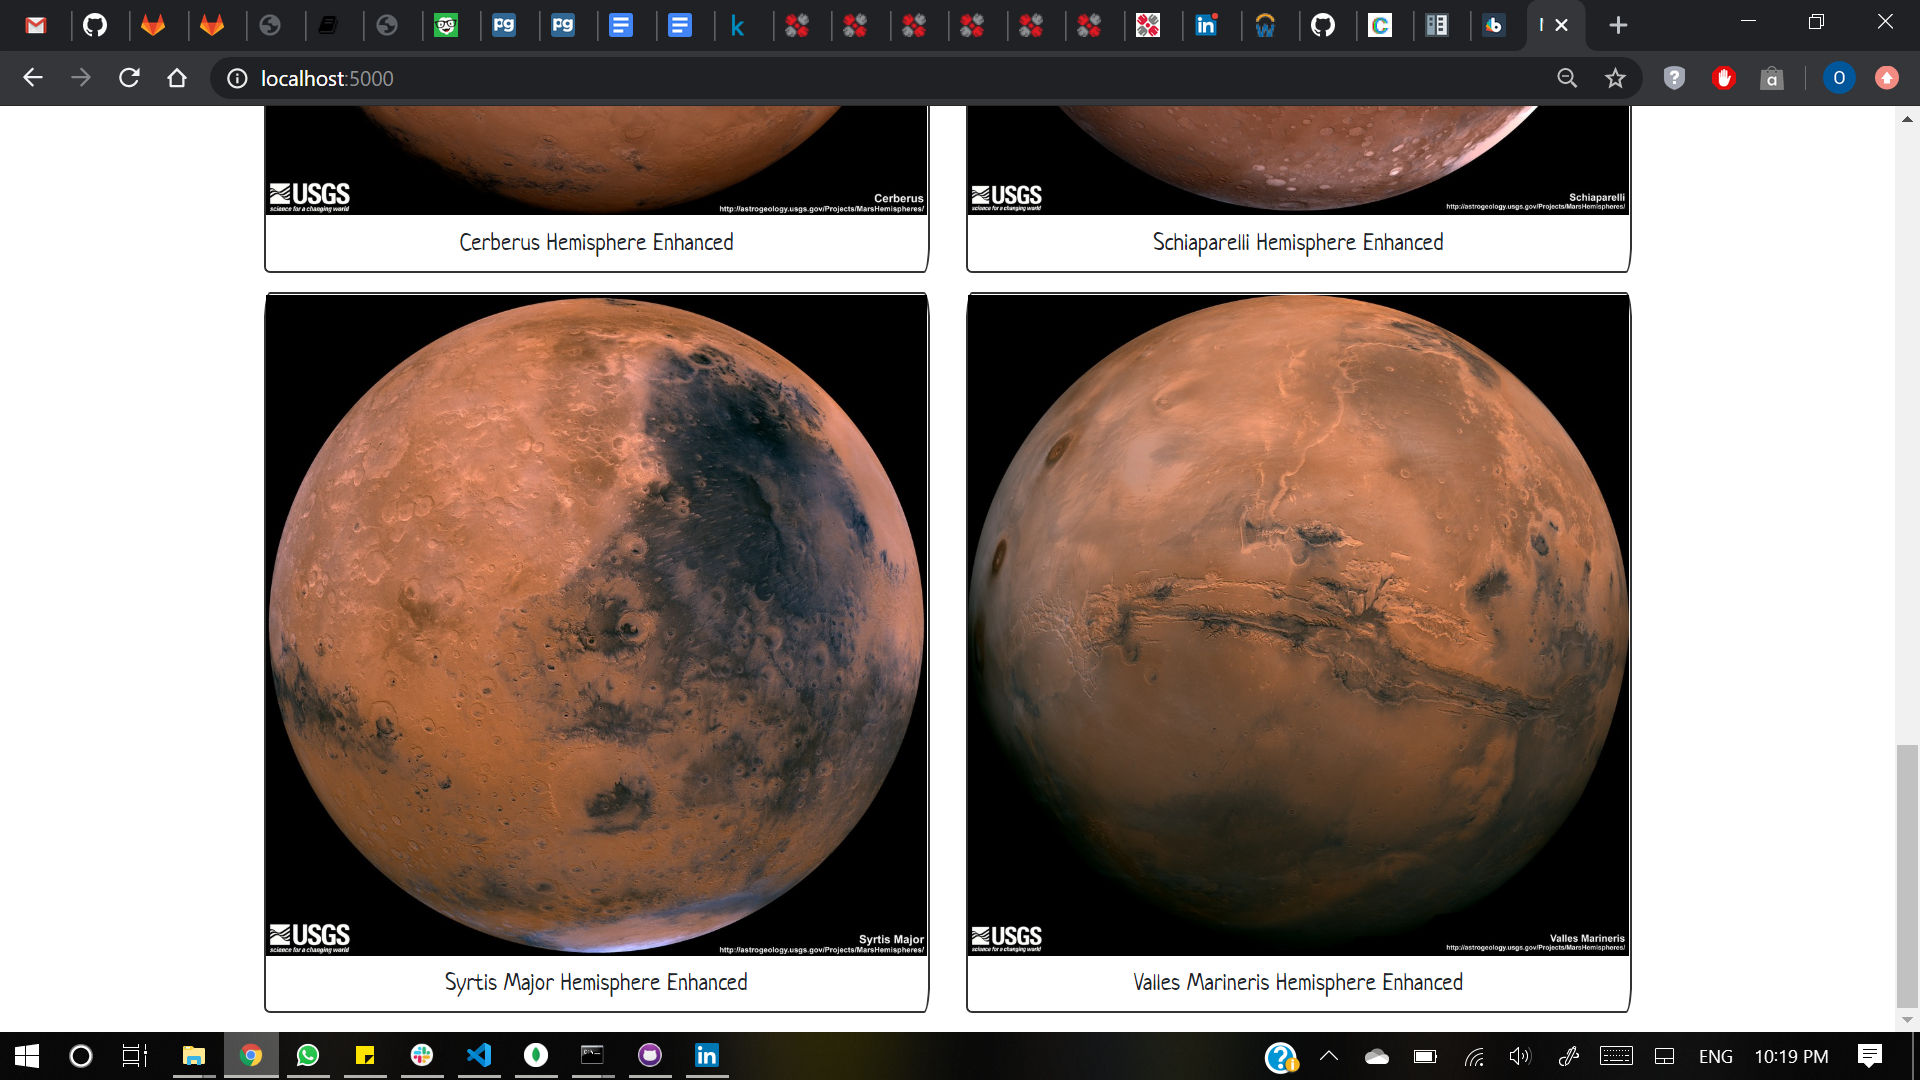 localhost:5000
USGS
science for a changing world
Cerberus
http://astrogeology.usgs.gov/Projects/MarsHemispheres/
USGS
science for a changing world
Schiaparelli
http://astrogeology.usgs.gov/Projects/MarsHemispheres/
Cerberus Hemisphere Enhanced
Schiaparelli Hemisphere Enhanced
USGS
science for a changing world
Syrtis Major
http://astrogeology.usgs.gov/Projects/MarsHemispheres/
USGS
science for a changing world
Valles Marineris
http://astrogeology.usgs.gov/Projects/MarsHemispheres/
Syrtis Major Hemisphere Enhanced
Valles Marineris Hemisphere Enhanced
ENG
10:19 PM